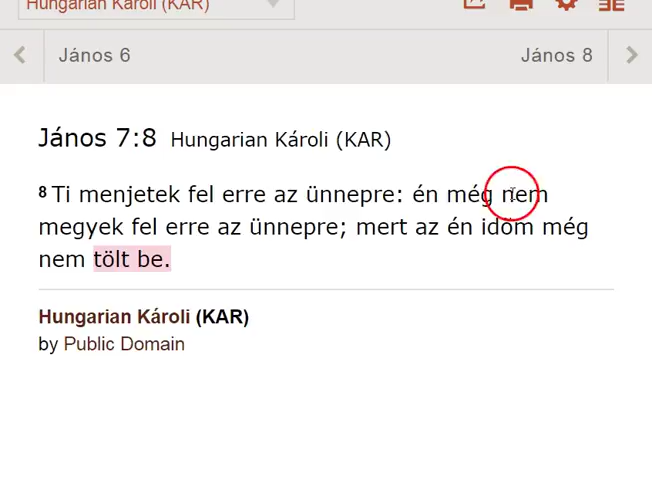 Hungarian Károli (KAR)
János 6
János 8
János 7:8 Hungarian Károli (KAR)
8 Ti menjetek fel erre az ünnepre: én még nem
megyek fel erre az ünnepre; mert az én időm még
nem tölt be.
Hungarian Károli (KAR)
by Public Domain